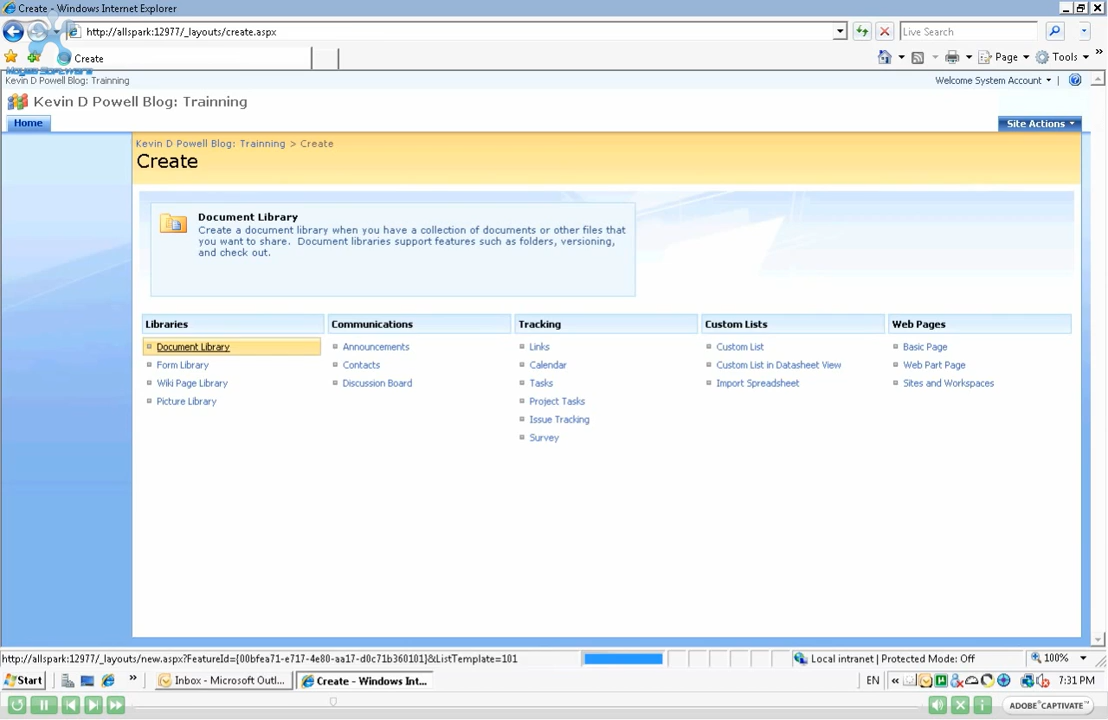 Create - Windows Internet Explorer
http://allspark:12977/_layouts/create.aspx
Live Search
Create
Page
Tools
»
Kevin D Powell Blog: Trainning
Welcome System Account
Kevin D Powell Blog: Trainning
Home
Site Actions
Kevin D Powell Blog: Trainning > Create
Create
Document Library
Create a document library when you have a collection of documents or other files that
you want to share. Document libraries support features such as folders, versioning,
and check out.
Libraries
Document Library
Form Library
Wiki Page Library
Picture Library
Communications
Announcements
Contacts
Discussion Board
Tracking
Links
Calendar
Tasks
Project Tasks
Issue Tracking
Survey
Custom Lists
Custom List
Custom List in Datasheet View
Import Spreadsheet
Web Pages
Basic Page
Web Part Page
Sites and Workspaces
http://allspark:12977/_layouts/new.aspx?FeatureId={00bfea71-e717-4e80-aa17-d0c71b360101}&ListTemplate=101
Local intranet | Protected Mode: Off
100%
Start
»
Inbox - Microsoft Outl...
Create - Windows Int...
EN
«
7:31 PM
ADOBE® CAPTIVATE™